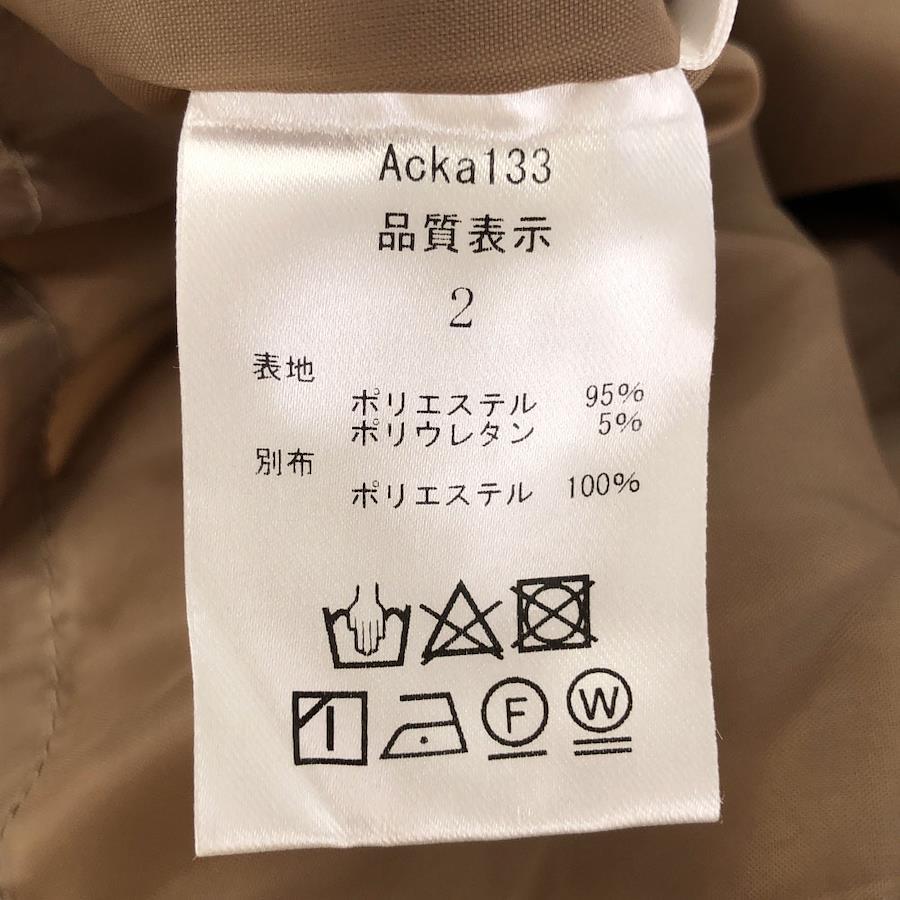 Acka133
品質表示
2
表地
ポリエステル 95%
ポリウレタン 5%
別布
ポリエステル 100%
F W